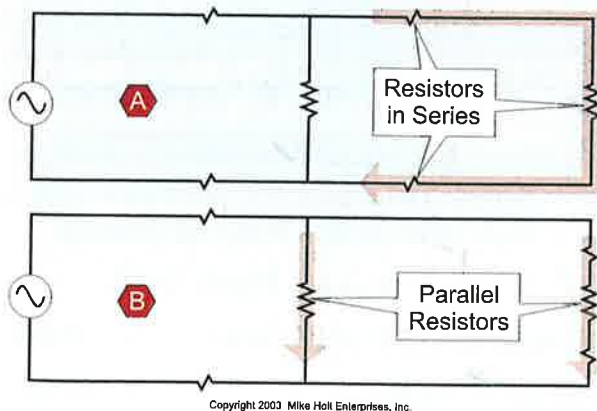 A
Resistors
in Series
B
Parallel
Resistors
Copyright 2003 Mike Holt Enterprises, Inc.